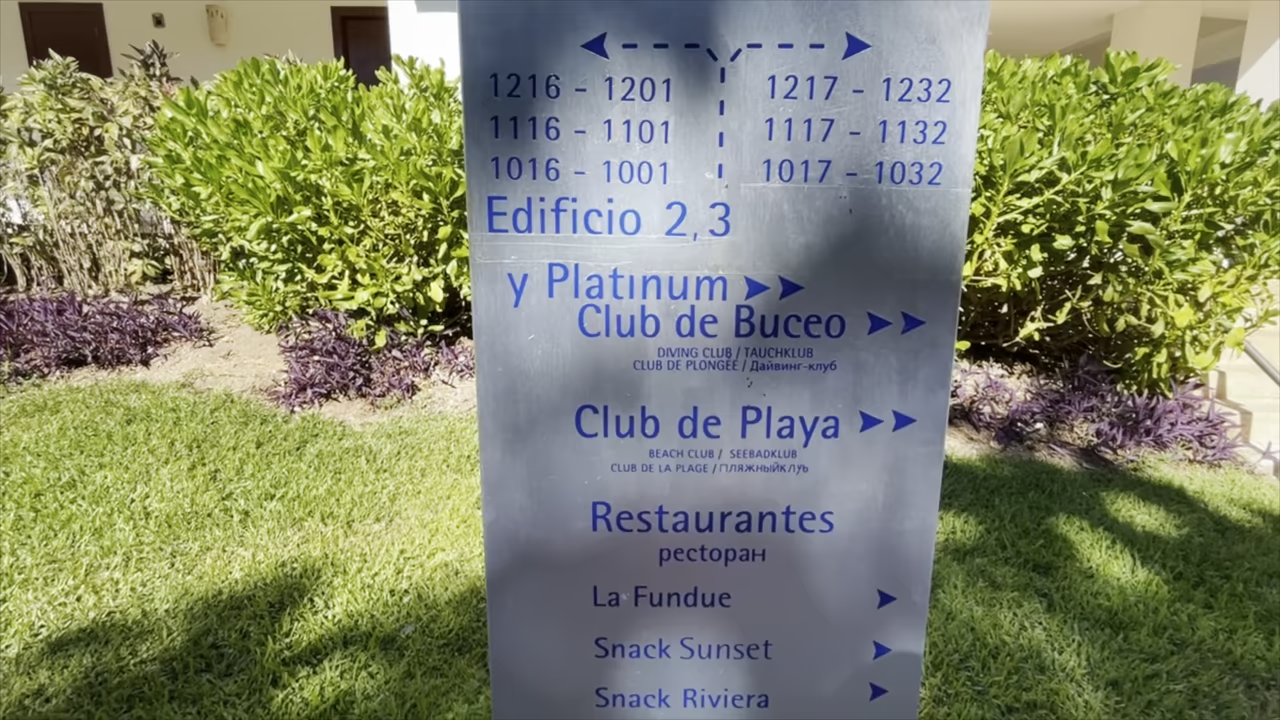 1216 - 1201 1217 - 1232
1116 - 1101 1117 - 1132
1016 - 1001 1017 - 1032
Edificio 2,3
y Platinum
Club de Buceo
DIVING CLUB / TAUCHKLUB
CLUB DE PLONGÉE / Дайвинг-клуб
Club de Playa
BEACH CLUB / SEEBADKLUB
CLUB DE LA PLAGE / ПЛЯЖНЫЙКЛУЬ
Restaurantes
ресторан
La Fundue
Snack Sunset
Snack Riviera